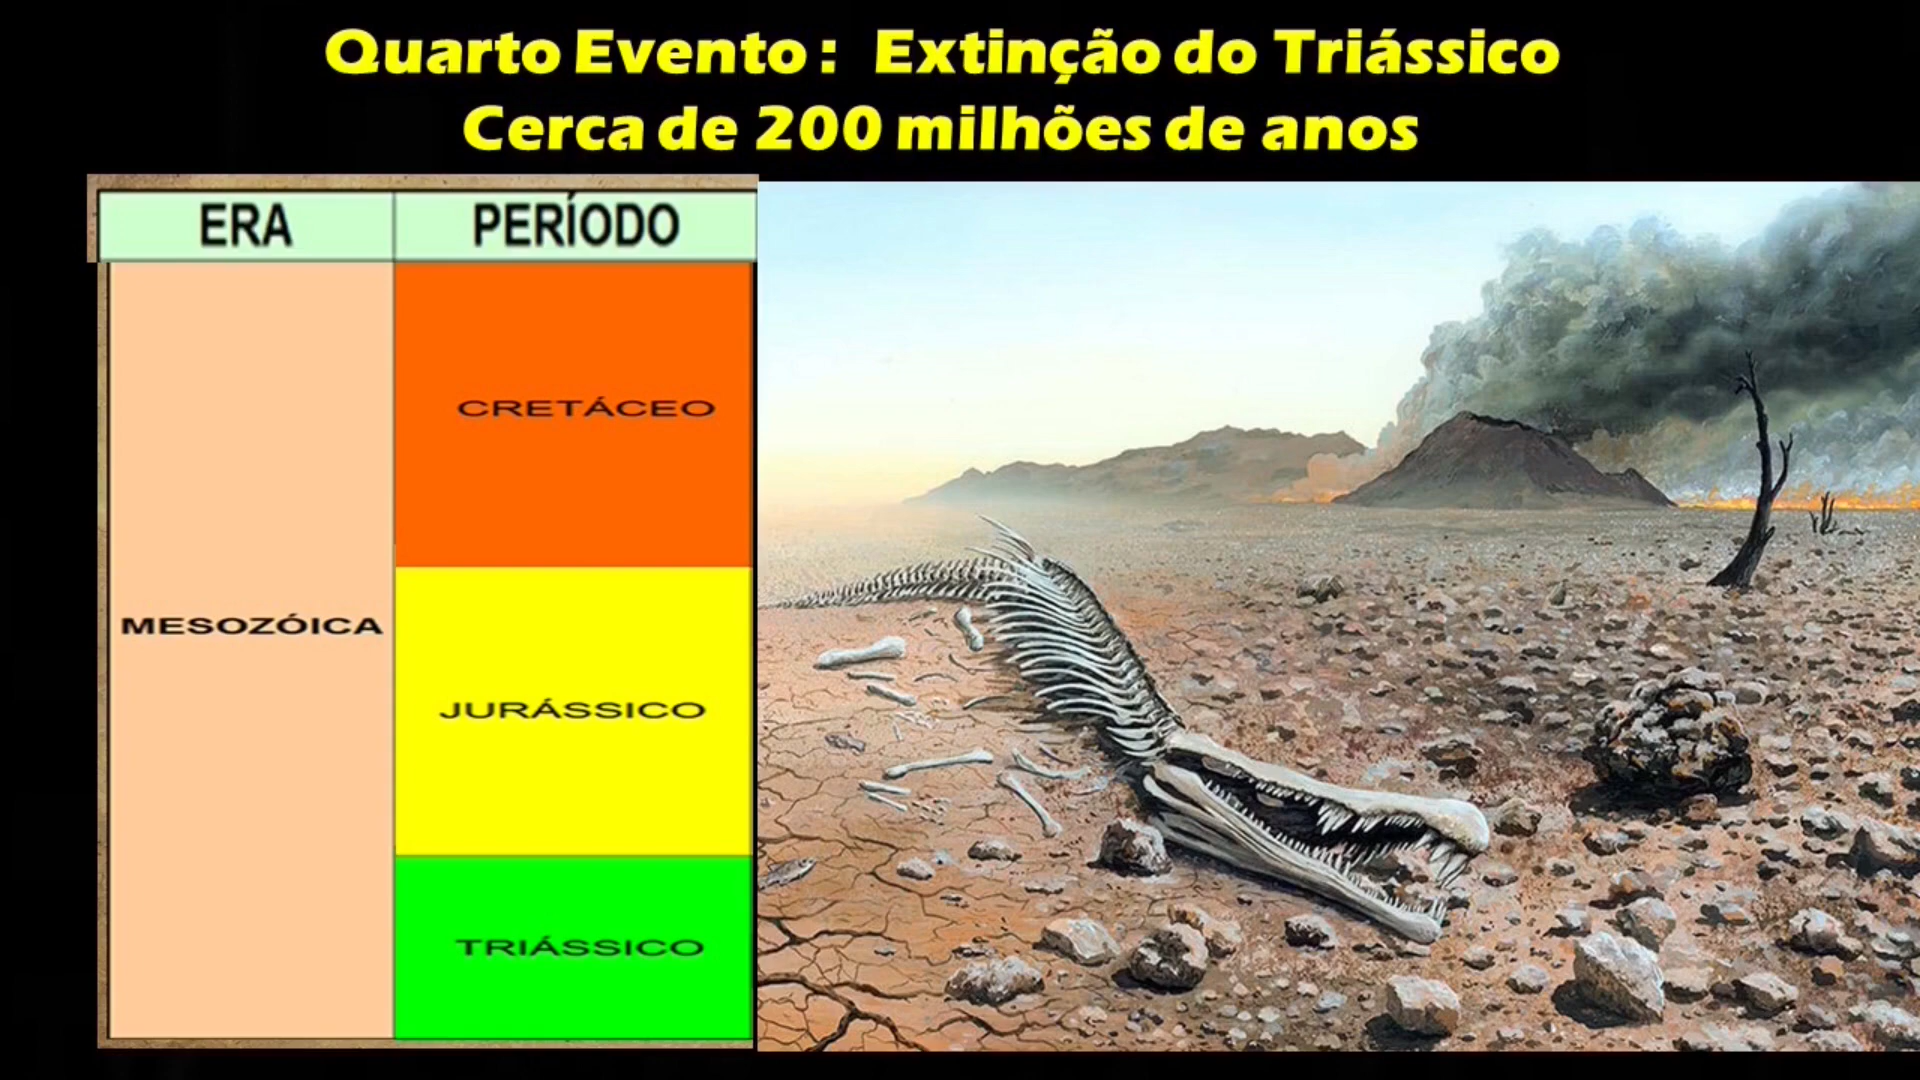 Quarto Evento : Extinção do Triássico
Cerca de 200 milhões de anos
ERA PERÍODO
CRETÁCEO
MESOZÓICA
JURÁSSICO
TRIÁSSICO